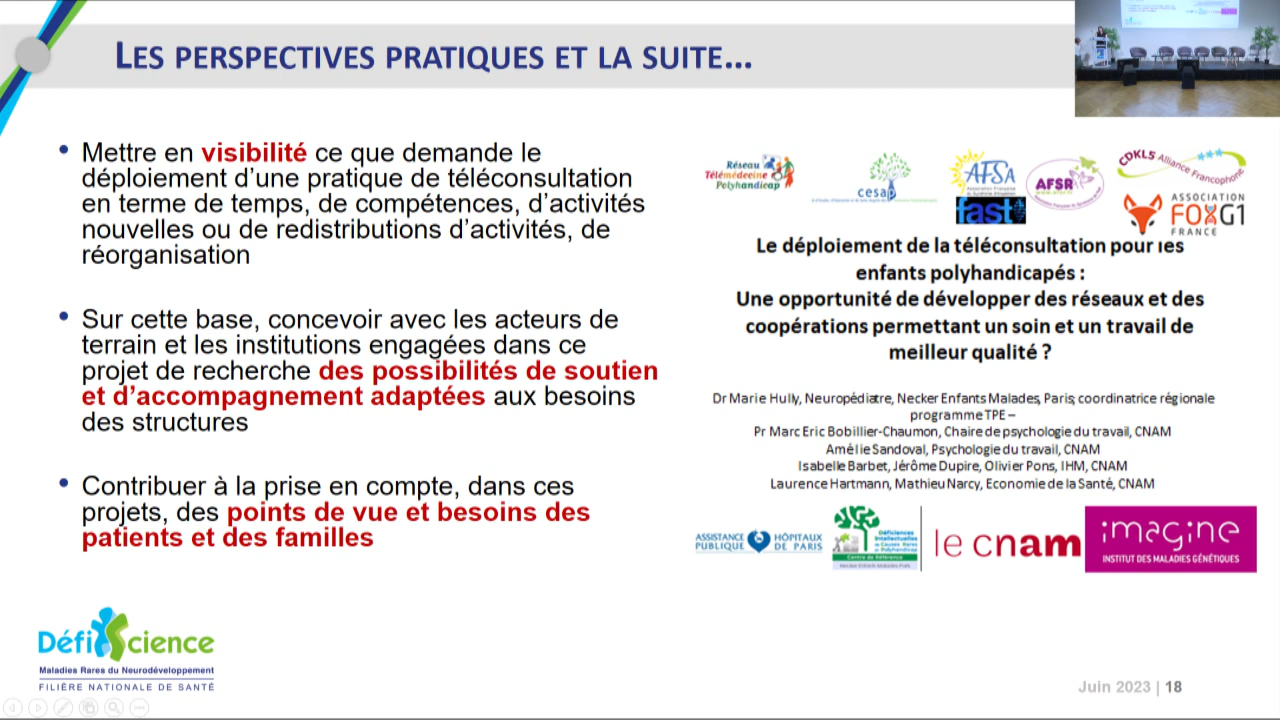 LES PERSPECTIVES PRATIQUES ET LA SUITE...
• Mettre en visibilité ce que demande le
déploiement d’une pratique de téléconsultation
en terme de temps, de compétences, d’activités
nouvelles ou de redistributions d’activités, de
réorganisation
• Sur cette base, concevoir avec les acteurs de
terrain et les institutions engagées dans ce
projet de recherche des possibilités de soutien
et d’accompagnement adaptées aux besoins
des structures
• Contribuer à la prise en compte, dans ces
projets, des points de vue et besoins des
patients et des familles
Réseau
Télémédecine
Polyhandicap
cesap
AFSA
fast
AFSR
CDKL5 Alliance Francophone
ASSOCIATION
FOXG1
FRANCE
Le déploiement de la téléconsultation pour les
enfants polyhandicapés :
Une opportunité de développer des réseaux et des
coopérations permettant un soin et un travail de
meilleur qualité ?
Dr Marie Hully, Neuropédiatre, Necker Enfants Malades, Paris; coordinatrice régionale
programme TPE –
Pr Marc Eric Bobillier-Chaumon, Chaire de psychologie du travail, CNAM
Amélie Sandoval, Psychologie du travail, CNAM
Isabelle Barbet, Jérôme Dupire, Olivier Pons, IHM, CNAM
Laurence Hartmann, Mathieu Narcy, Economie de la Santé, CNAM
ASSISTANCE PUBLIQUE HÔPITAUX DE PARIS
Déficiences
Intellectuelles
de Causes Rares
et Polyhandicap
Centre de Référence
le cnam
imagine
INSTITUT DES MALADIES GÉNÉTIQUES
DéfiScience
Maladies Rares du Neurodéveloppement
FILIÈRE NATIONALE DE SANTÉ
Juin 2023 | 18